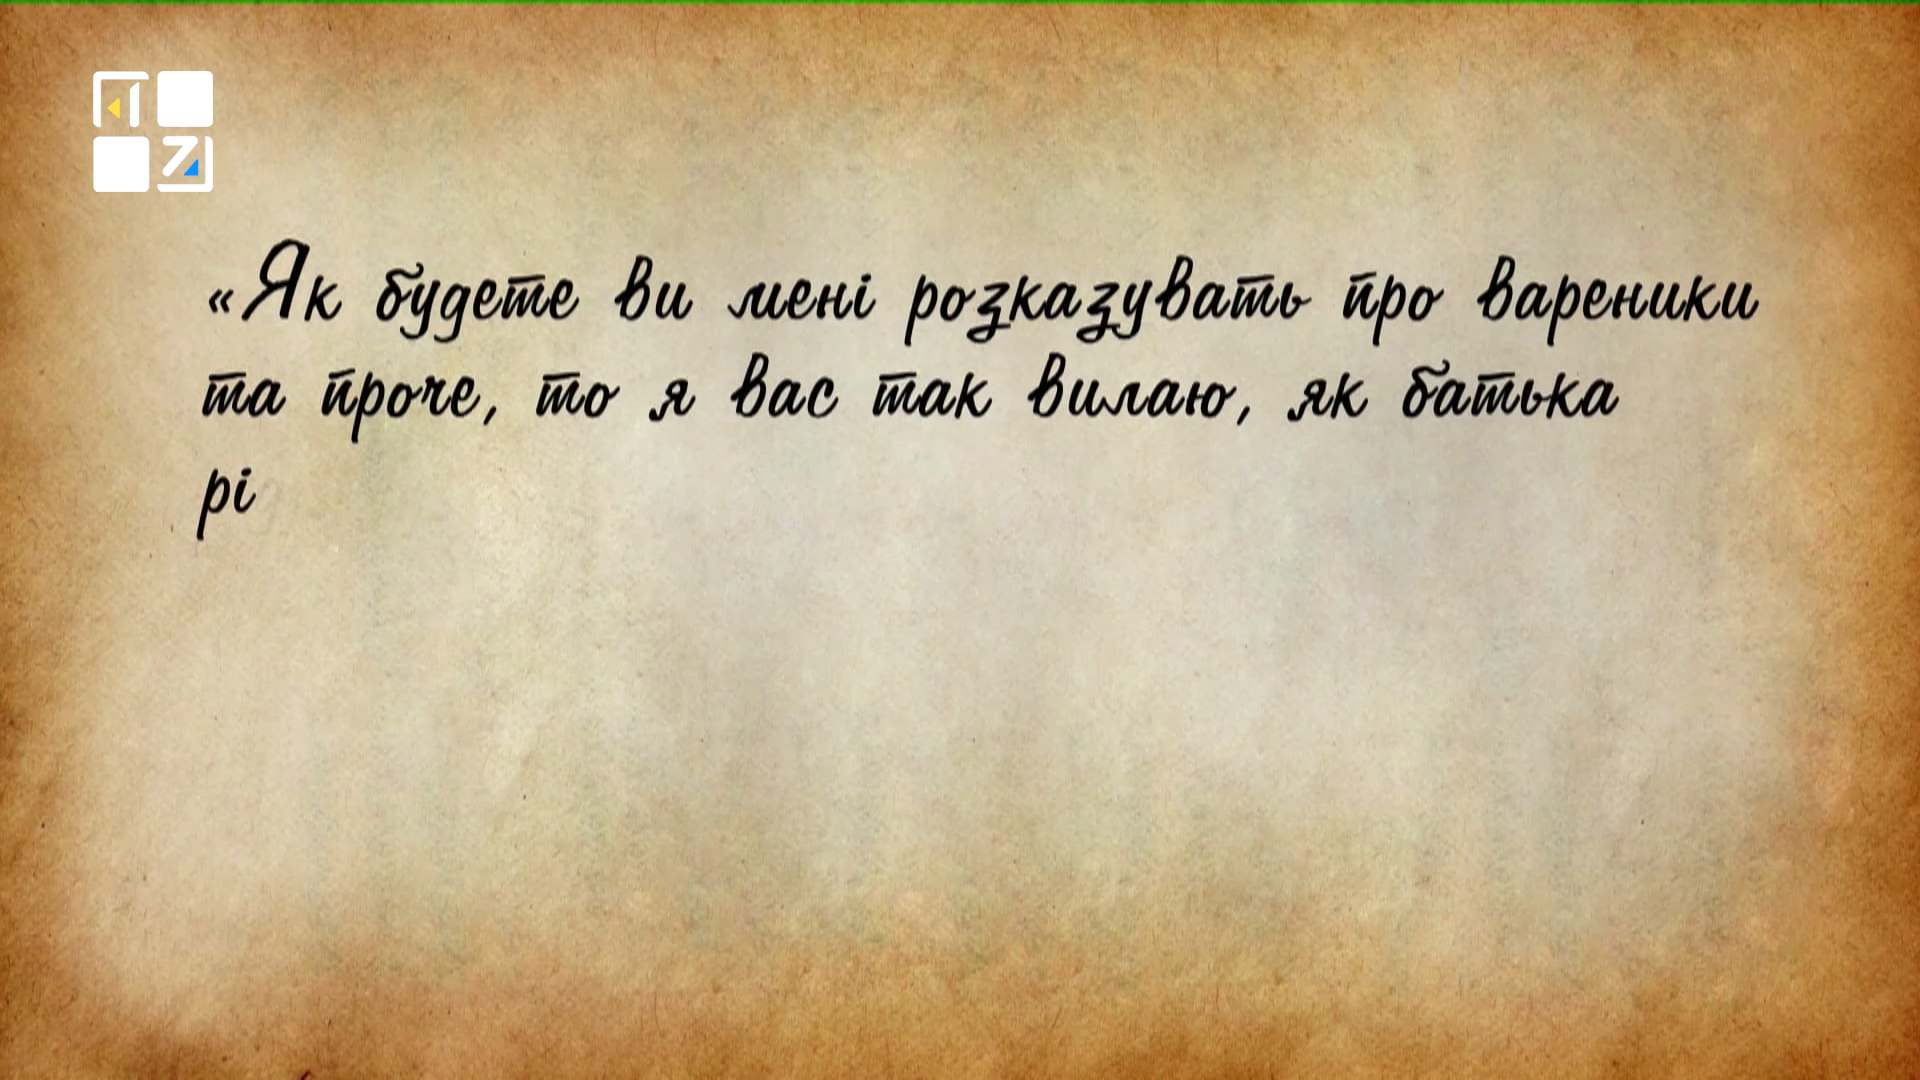 «Як будете ви мені розказувать про вареники
та проче, то я вас так вилаю, як батька
рі